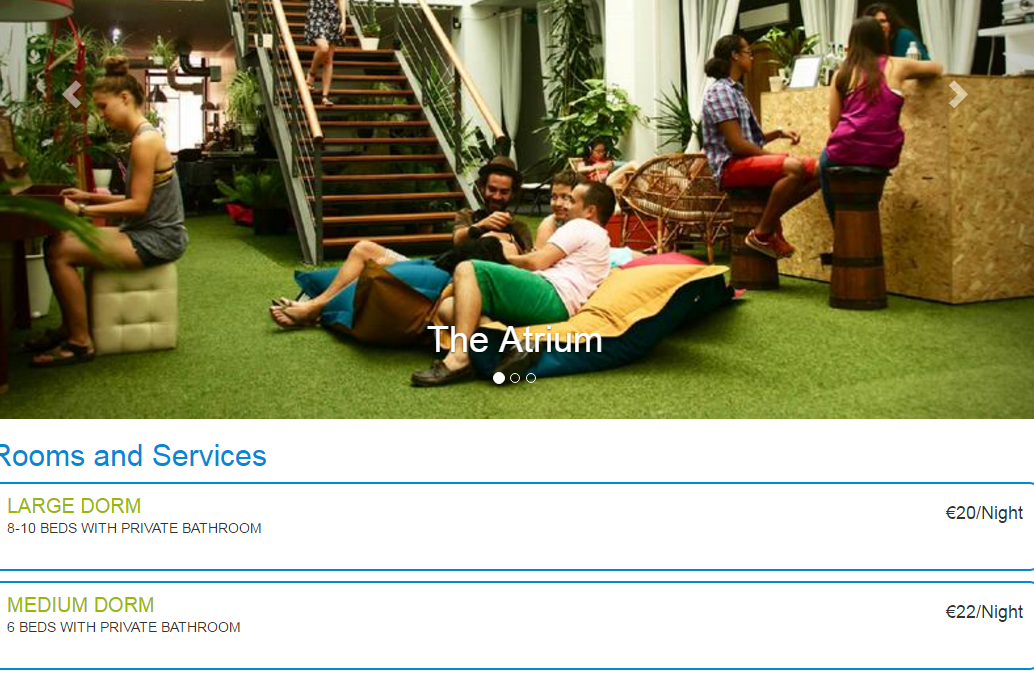 The Atrium
Rooms and Services
LARGE DORM
€20/Night
8-10 BEDS WITH PRIVATE BATHROOM
MEDIUM DORM
€22/Night
6 BEDS WITH PRIVATE BATHROOM